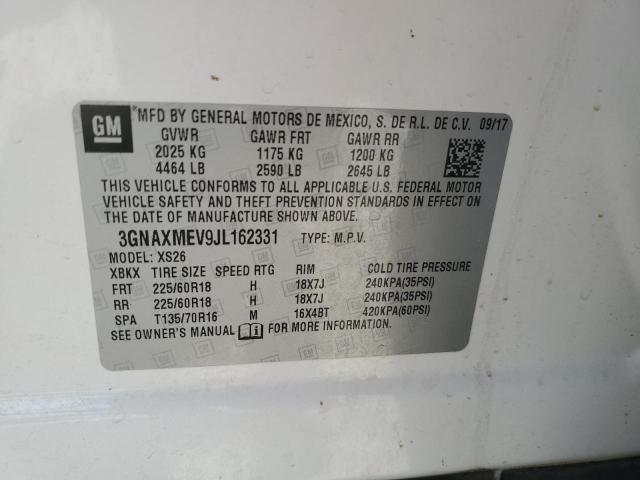 GM *MFD BY GENERAL MOTORS DE MEXICO, S. DE R.L. DE C.V. 09/17
GVWR GAWR FRT GAWR RR
2025 KG 1175 KG 1200 KG
4464 LB 2590 LB 2645 LB
THIS VEHICLE CONFORMS TO ALL APPLICABLE U.S. FEDERAL MOTOR
VEHICLE SAFETY AND THEFT PREVENTION STANDARDS IN EFFECT ON
THE DATE OF MANUFACTURE SHOWN ABOVE.
3GNAXMEV9JL162331 TYPE: M.P.V.
MODEL: XS26
XBKX TIRE SIZE SPEED RTG RIM COLD TIRE PRESSURE
FRT 225/60R18 H 18X7J 240KPA(35PSI)
RR 225/60R18 H 18X7J 240KPA(35PSI)
SPA T135/70R16 M 16X4BT 420KPA(60PSI)
SEE OWNER'S MANUAL FOR MORE INFORMATION.